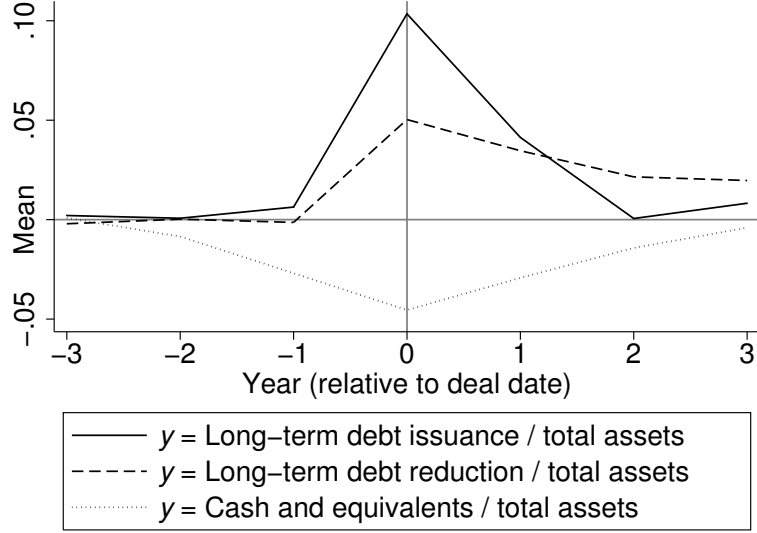 .10
.05
Mean
−.05
−3 −2 −1 0 1 2 3
Year (relative to deal date)
y = Long−term debt issuance / total assets
y = Long−term debt reduction / total assets
y = Cash and equivalents / total assets